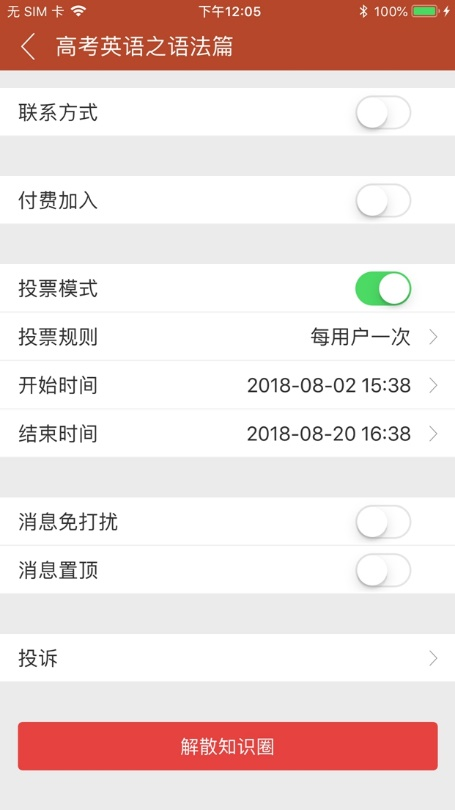 无 SIM 卡 下午12:05 100%
高考英语之语法篇
联系方式
付费加入
投票模式
投票规则 每用户一次
开始时间 2018-08-02 15:38
结束时间 2018-08-20 16:38
消息免打扰
消息置顶
投诉
解散知识圈